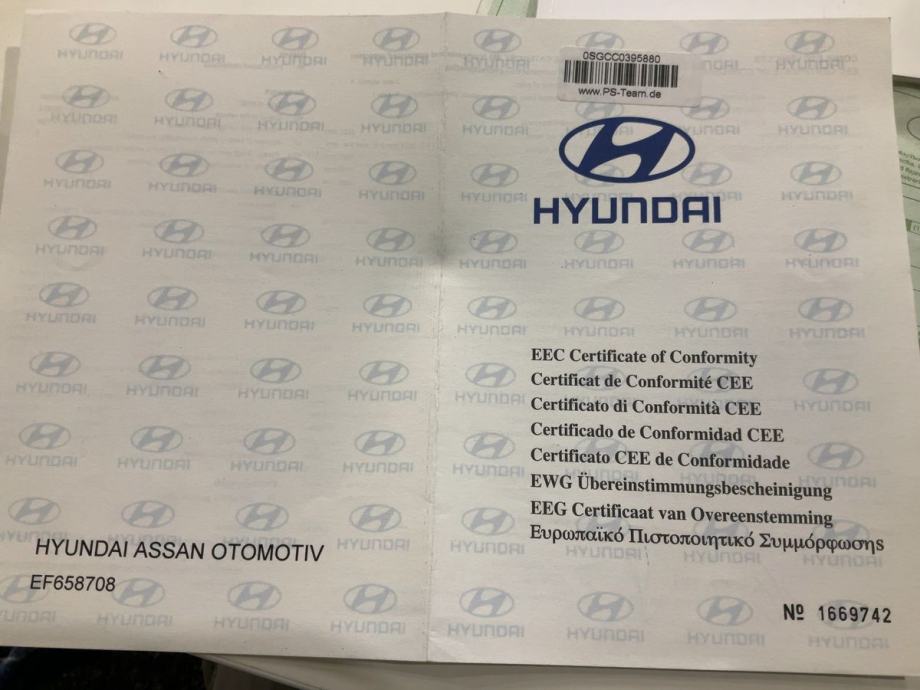 HYUNDAI ASSAN OTOMOTIV
EF658708
0SGCC0395880
www.PS-Team.de
HYUNDAI
EEC Certificate of Conformity
Certificat de Conformité CEE
Certificato di Conformità CEE
Certificado de Conformidad CEE
Certificato CEE de Conformidade
EWG Übereinstimmungsbescheinigung
EEG Certificaat van Overeenstemming
Ευρωπαϊκό Πιστοποιητικό Συμμόρφωσης
Nº 1669742